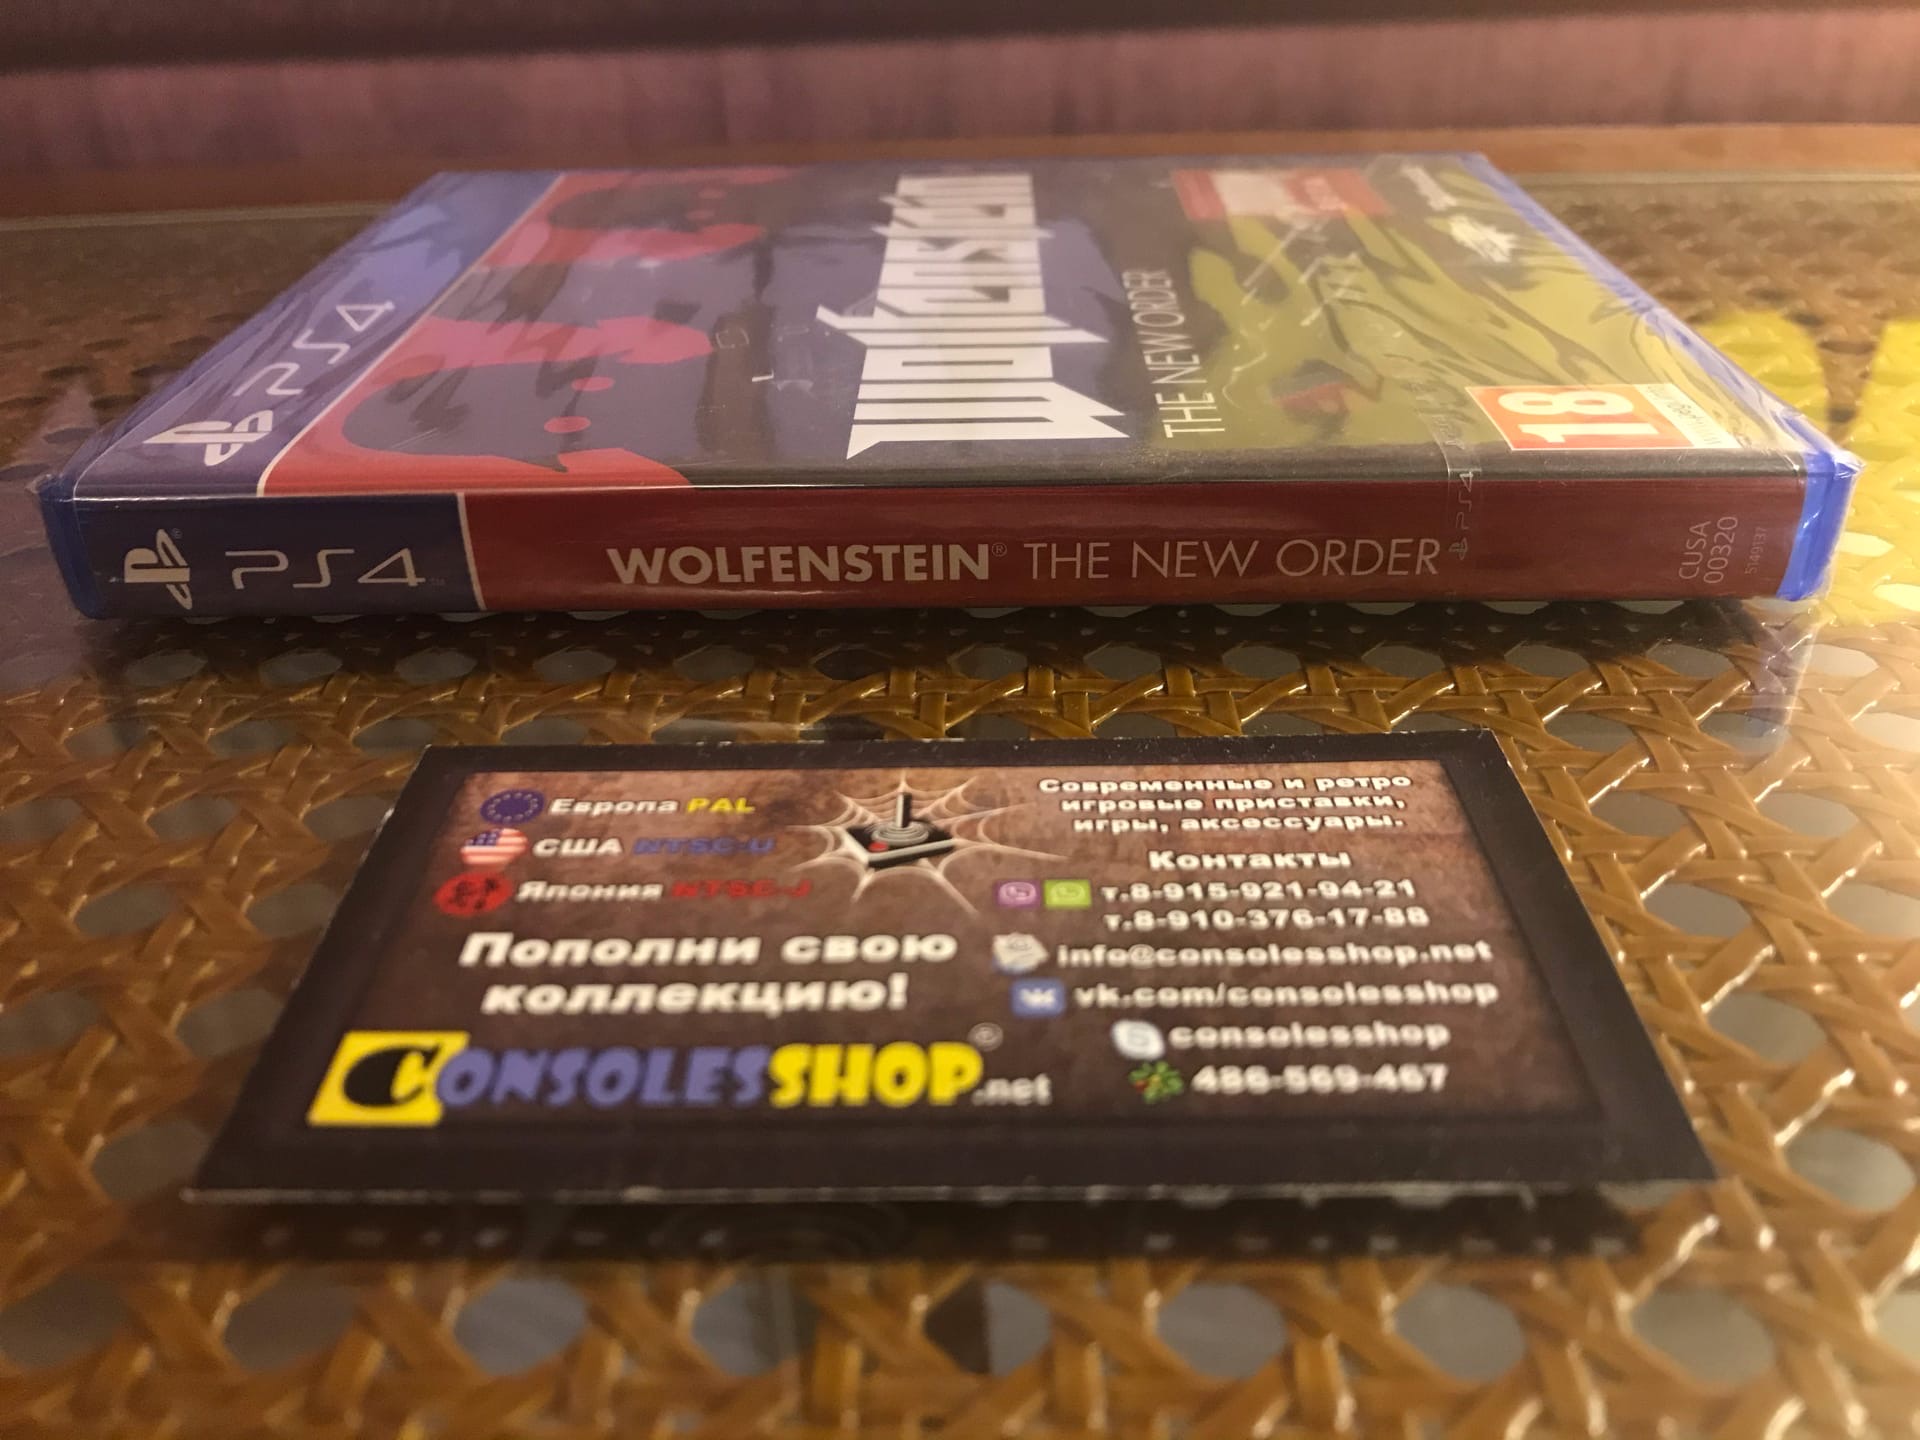 PS4
Wolfenstein
THE NEW ORDER
18
PS4
WOLFENSTEIN® THE NEW ORDER
PS4
CUSA
00320
5149137
Европа PAL
США NTSC-U
Япония NTSC-J
Пополни свою
коллекцию!
CONSOLESSHOP®.net
Современные и ретро
игровые приставки,
игры, аксессуары.
Контакты
т.8-915-921-94-21
т.8-910-376-17-88
info@consolesshop.net
vk.com/consolesshop
consolesshop
486-569-467